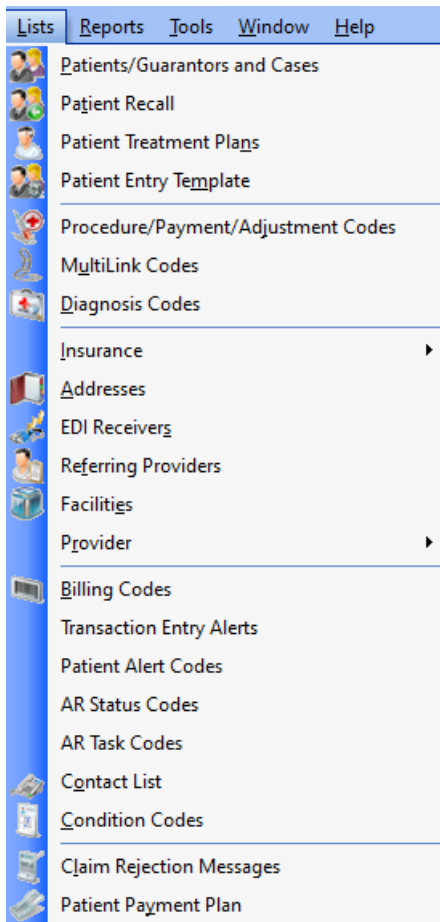 Lists Reports Tools Window Help
Patients/Guarantors and Cases
Patient Recall
Patient Treatment Plans
Patient Entry Template
Procedure/Payment/Adjustment Codes
MultiLink Codes
Diagnosis Codes
Insurance
Addresses
EDI Receivers
Referring Providers
Facilities
Provider
Billing Codes
Transaction Entry Alerts
Patient Alert Codes
AR Status Codes
AR Task Codes
Contact List
Condition Codes
Claim Rejection Messages
Patient Payment Plan